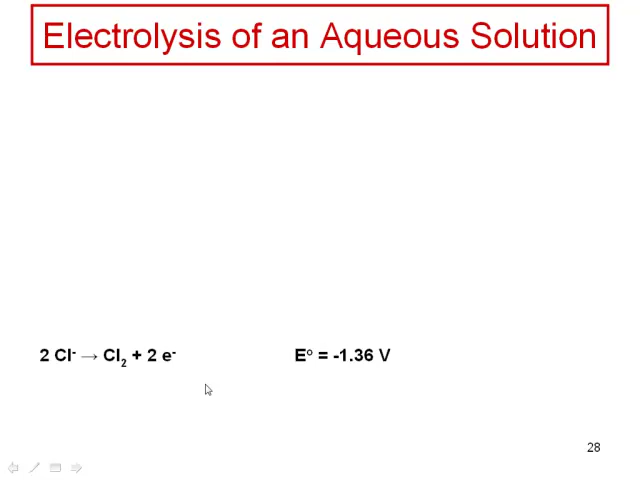 Electrolysis of an Aqueous Solution
2 Cl⁻ → Cl₂ + 2 e⁻ E° = -1.36 V
28